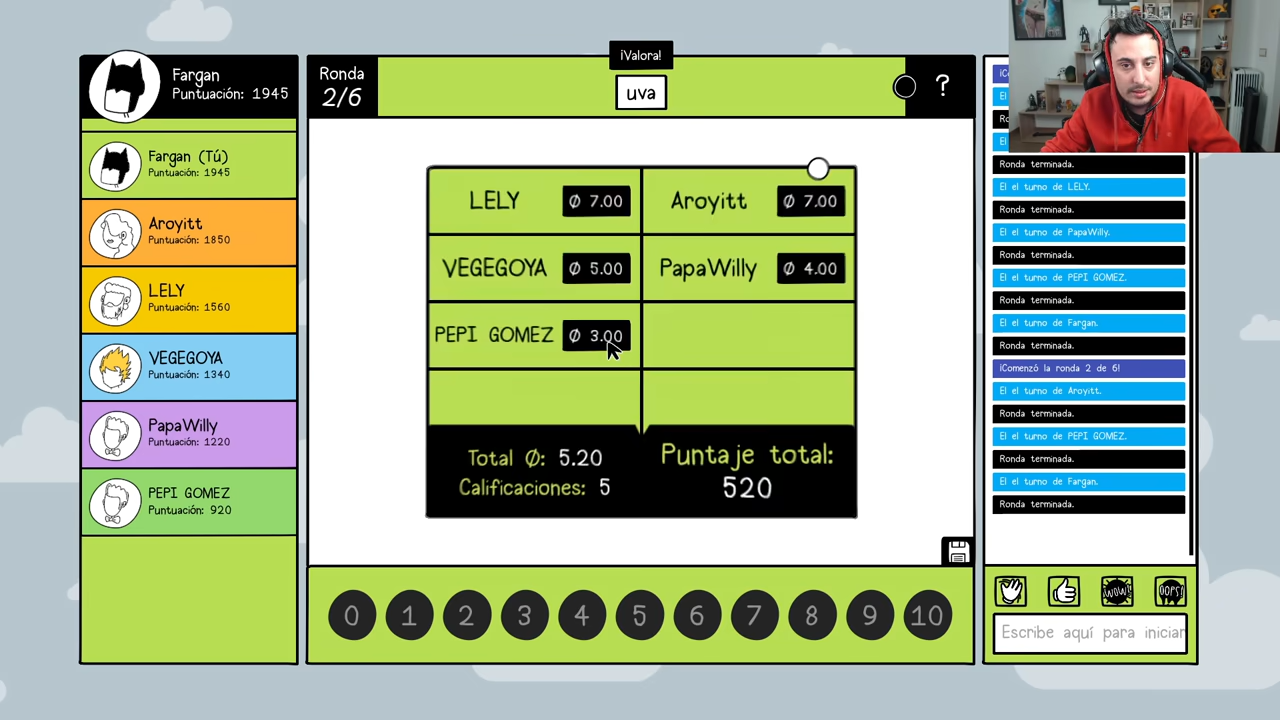 Fargan
Puntuación: 1945
Fargan (Tú)
Puntuación: 1945
Aroyitt
Puntuación: 1850
LELY
Puntuación: 1560
VEGEGOYA
Puntuación: 1340
PapaWilly
Puntuación: 1220
PEPI GOMEZ
Puntuación: 920
Ronda
2/6
¡Valora!
uva
?
LELY Ø 7.00
Aroyitt Ø 7.00
VEGEGOYA Ø 5.00
PapaWilly Ø 4.00
PEPI GOMEZ Ø 3.00
Total Ø: 5.20
Calificaciones: 5
Puntaje total:
520
0 1 2 3 4 5 6 7 8 9 10
El
El
Ronda terminada.
El el turno de LELY.
Ronda terminada.
El el turno de PapaWilly.
Ronda terminada.
El el turno de PEPI GOMEZ.
Ronda terminada.
El el turno de Fargan.
Ronda terminada.
¡Comenzó la ronda 2 de 6!
El el turno de Aroyitt.
Ronda terminada.
El el turno de PEPI GOMEZ.
Ronda terminada.
El el turno de Fargan.
Ronda terminada.
WOW!
OOPS!
Escribe aquí para iniciar